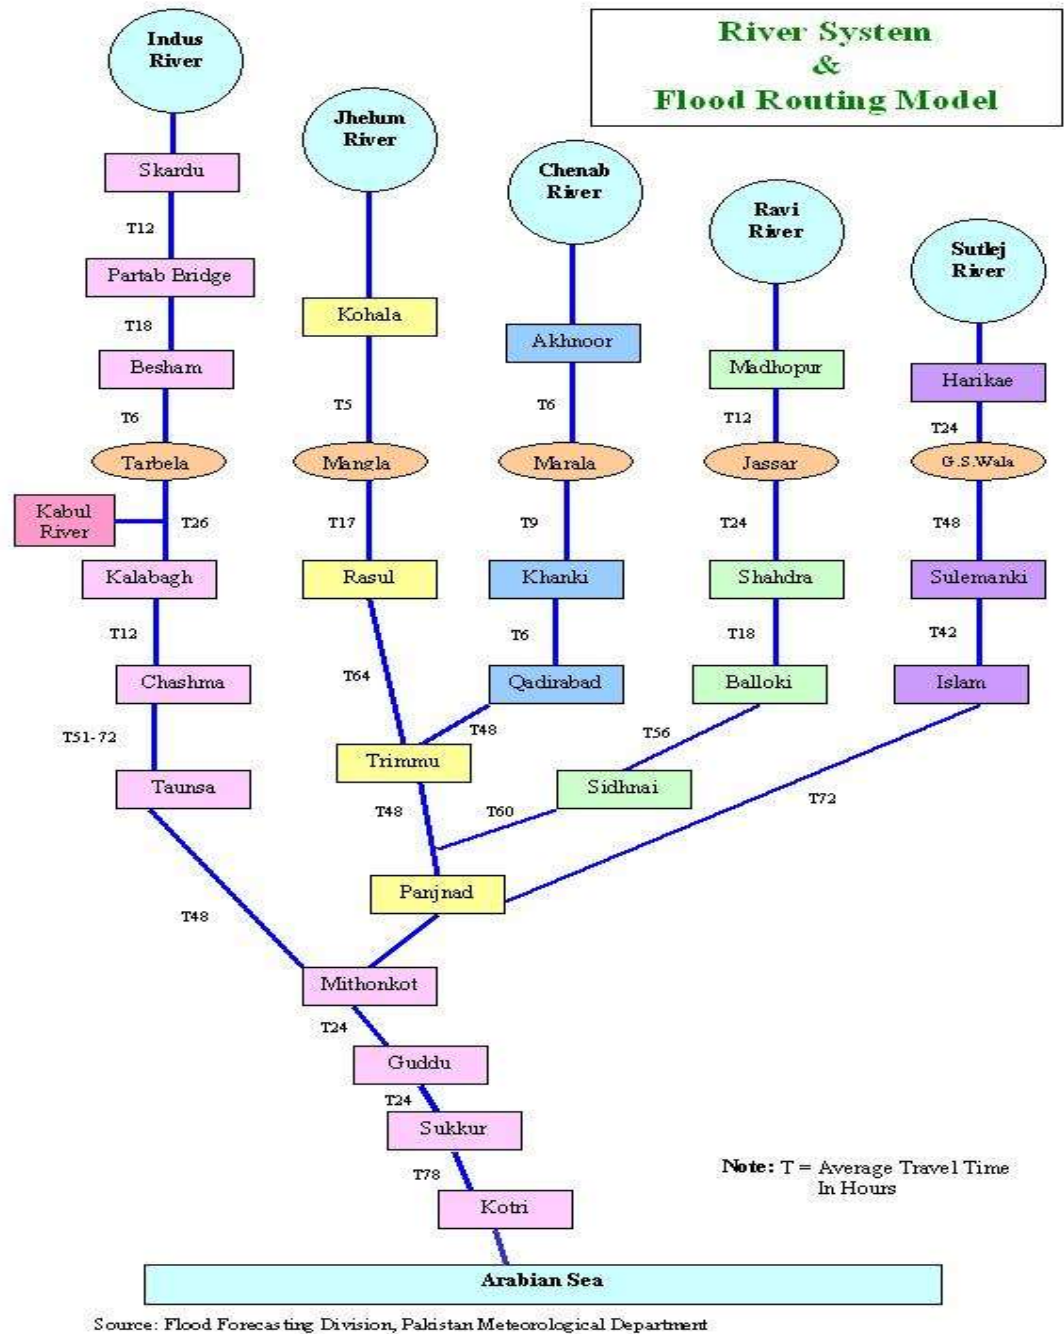 River System
&
Flood Routing Model
Indus
River
Jhelum
River
Chenab
River
Ravi
River
Sutlej
River
Skardu
T12
Partab Bridge
T18
Besham
T6
Tarbela
Kabul
River
T26
Kalabagh
T12
Chashma
T51-72
Taunsa
T48
Kohala
T5
Mangla
T17
Rasul
T64
Akhnoor
T6
Marala
T9
Khanki
T6
Qadirabad
T48
Trimmu
T48
Madhopur
T12
Jassar
T24
Shahdra
T18
Balloki
T56
Sidhnai
T60
Harikae
T24
G.S.Wala
T48
Sulemanki
T42
Islam
T72
Panjnad
Mithonkot
T24
Guddu
T24
Sukkur
T78
Kotri
Note: T = Average Travel Time
In Hours
Arabian Sea
Source: Flood Forecasting Division, Pakistan Meteorological Department